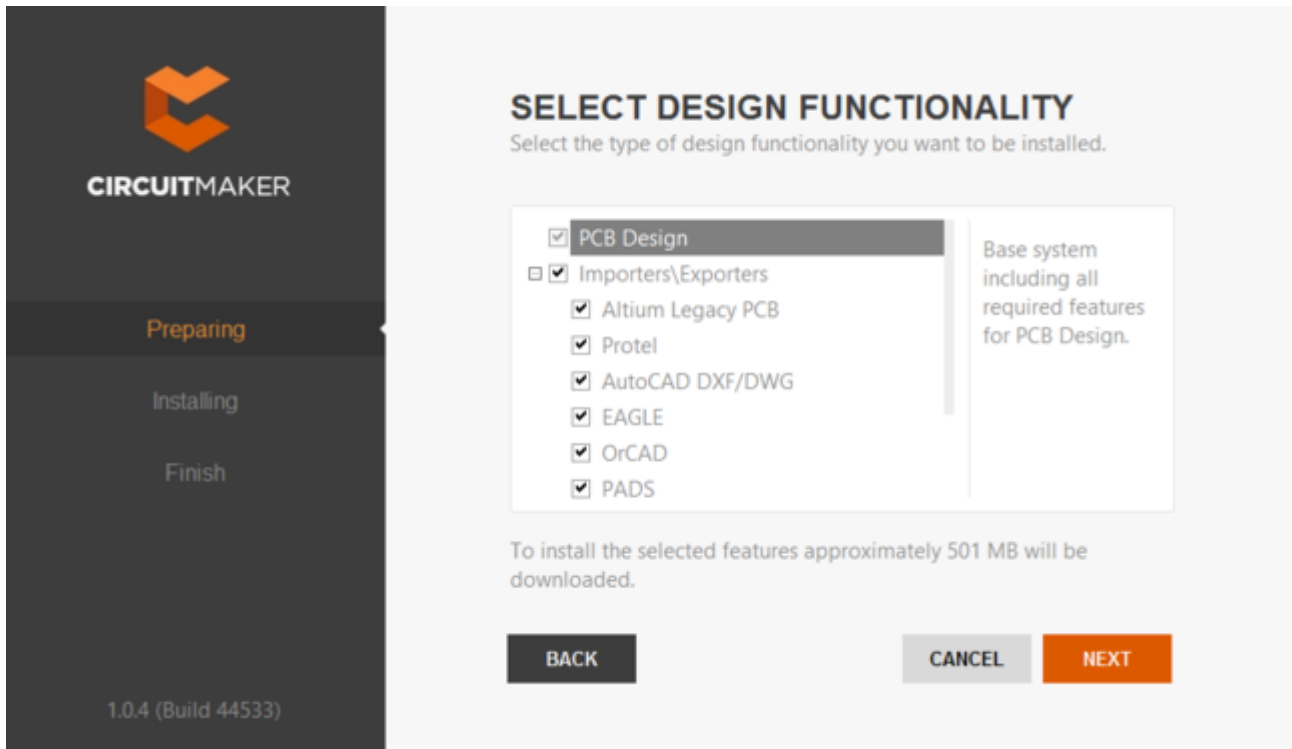 CIRCUITMAKER
Preparing
Installing
Finish
1.0.4 (Build 44533)
SELECT DESIGN FUNCTIONALITY
Select the type of design functionality you want to be installed.
PCB Design
Importers\Exporters
Altium Legacy PCB
Protel
AutoCAD DXF/DWG
EAGLE
OrCAD
PADS
Base system
including all
required features
for PCB Design.
To install the selected features approximately 501 MB will be
downloaded.
BACK
CANCEL
NEXT